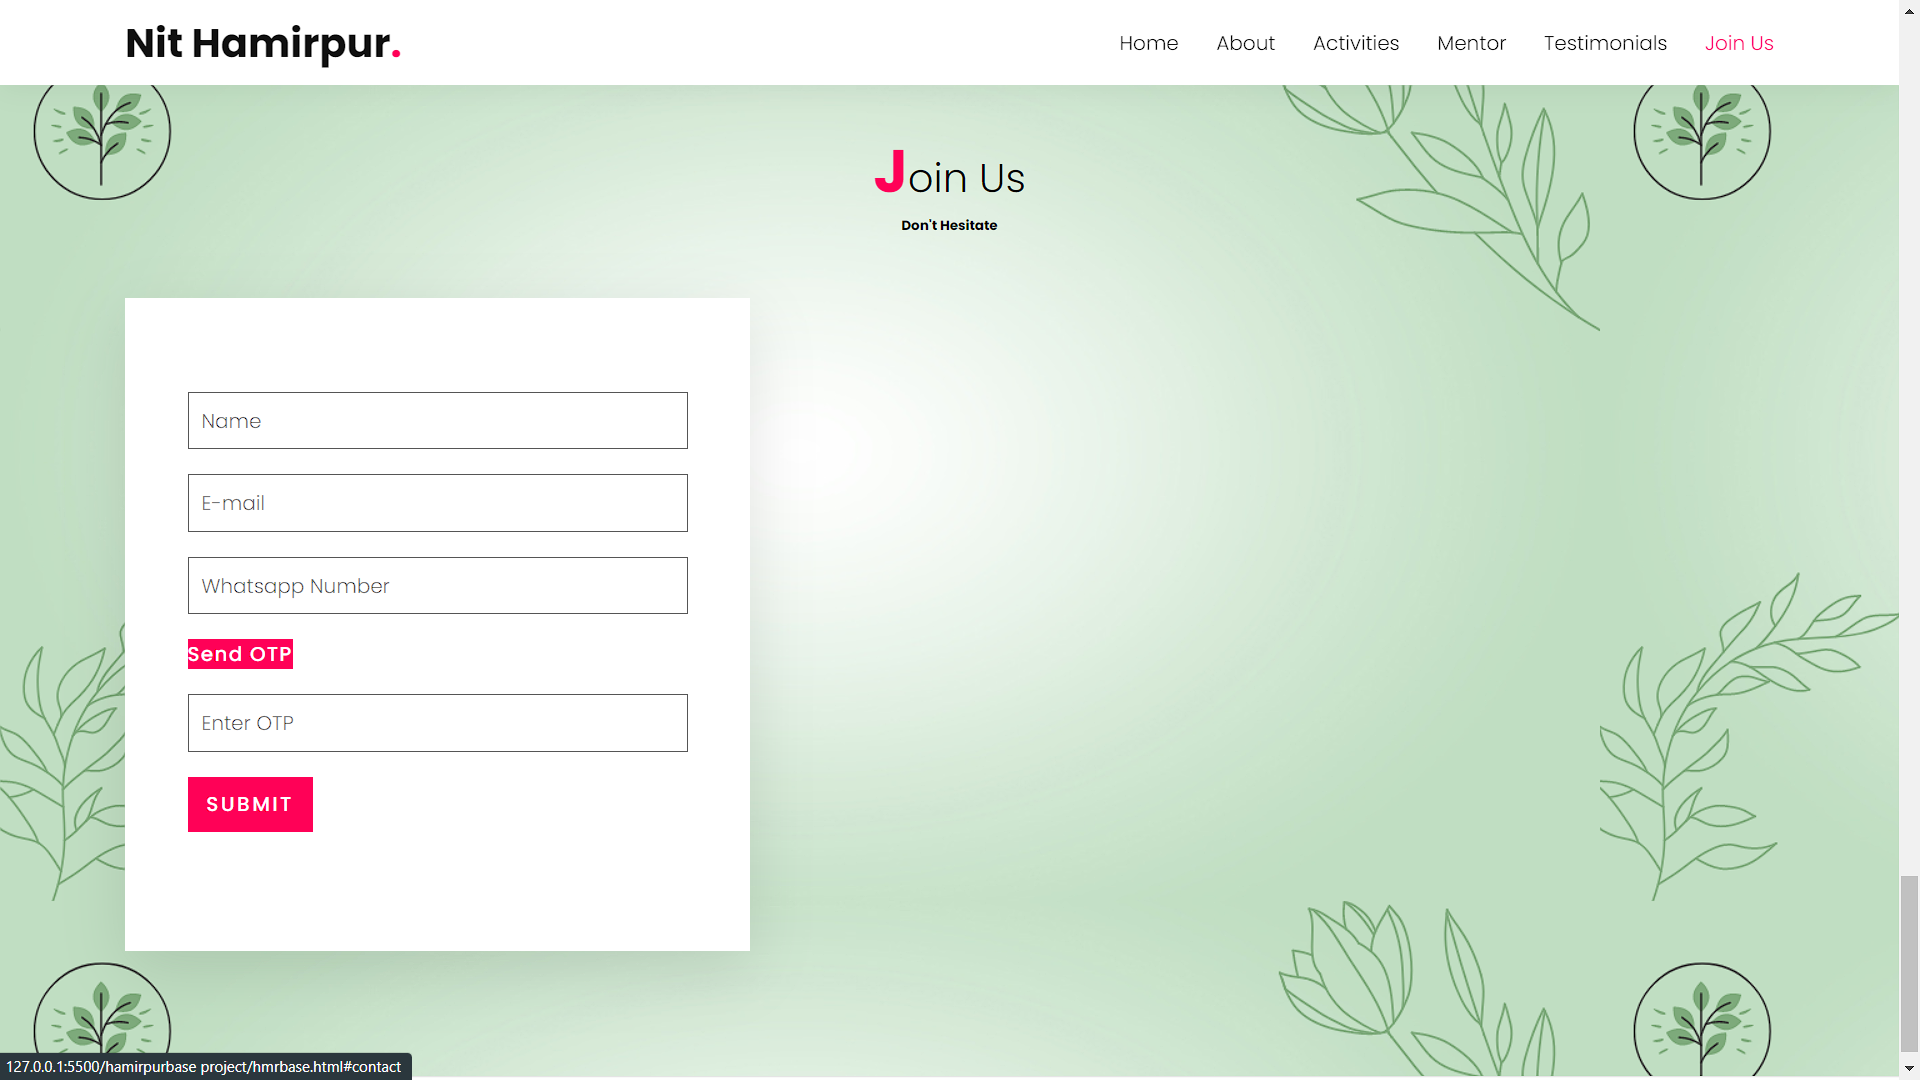 Nit Hamirpur.
Home About Activities Mentor Testimonials Join Us
Join Us
Don't Hesitate
Name
E-mail
Whatsapp Number
Send OTP
Enter OTP
SUBMIT
127.0.0.1:5500/hamirpurbase project/hmrbase.html#contact